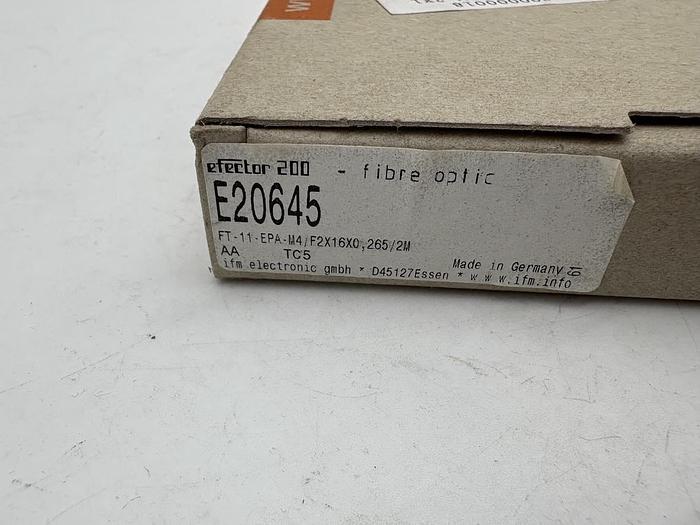 efector 200 - fibre optic
E20645
FT-11-EPA-M4/F2X16X0,265/2M
AA TC5
Made in Germany
ifm electronic gmbh * D45127Essen * www.ifm.info